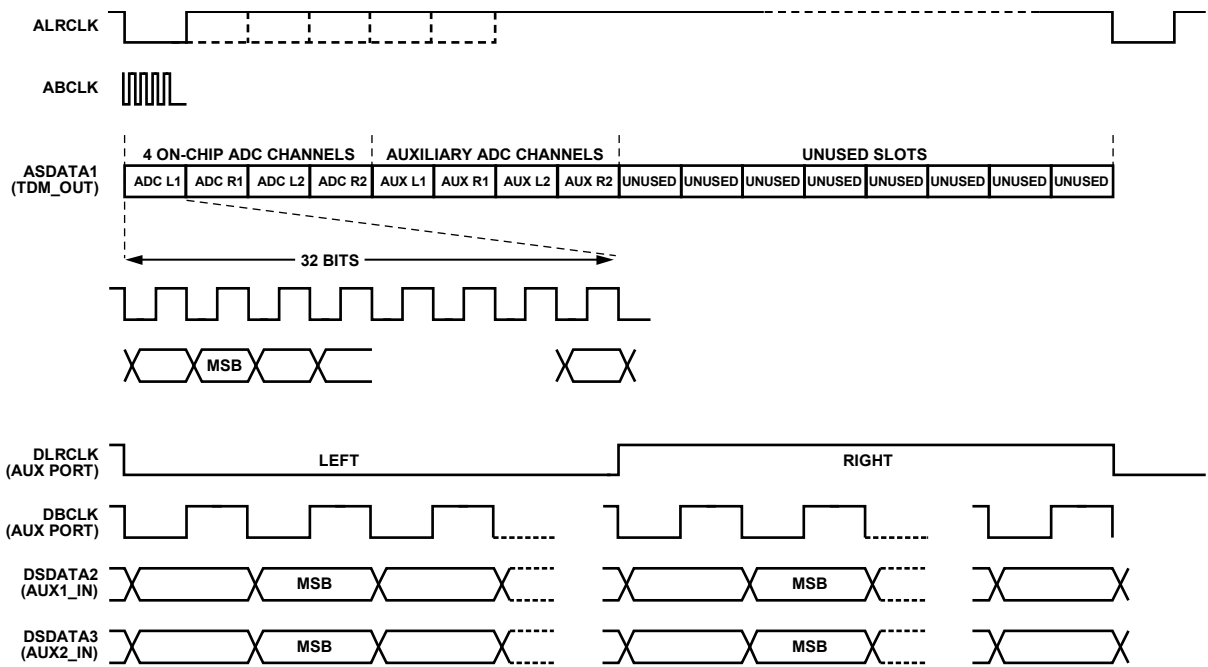 ALRCLK
ABCLK
4 ON-CHIP ADC CHANNELS AUXILIARY ADC CHANNELS UNUSED SLOTS
ASDATA1
(TDM_OUT)
ADC L1 ADC R1 ADC L2 ADC R2 AUX L1 AUX R1 AUX L2 AUX R2 UNUSED UNUSED UNUSED UNUSED UNUSED UNUSED UNUSED UNUSED
32 BITS
MSB
DLRCLK
(AUX PORT)
LEFT RIGHT
DBCLK
(AUX PORT)
DSDATA2
(AUX1_IN)
MSB MSB
DSDATA3
(AUX2_IN)
MSB MSB